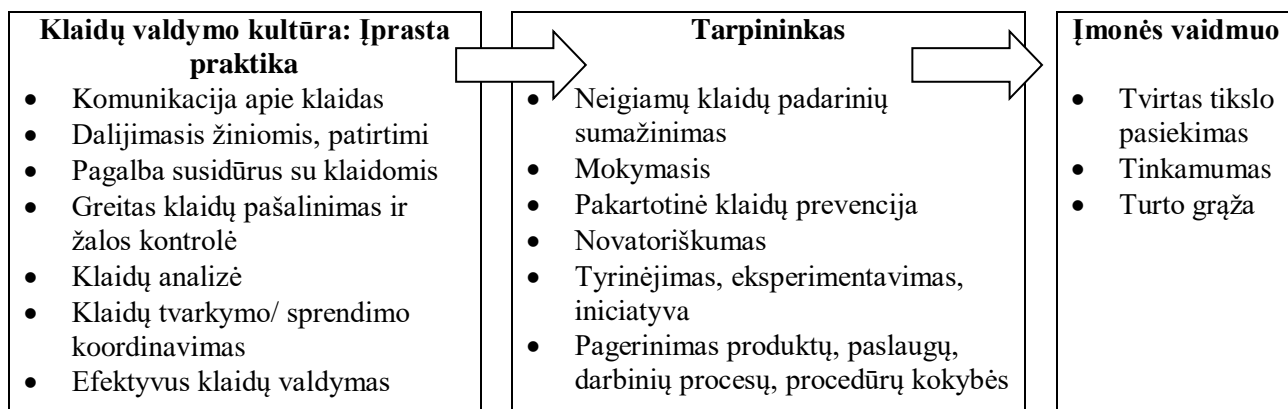 Klaidų valdymo kultūra: Įprasta
praktika
• Komunikacija apie klaidas
• Dalijimasis žiniomis, patirtimi
• Pagalba susidūrus su klaidomis
• Greitas klaidų pašalinimas ir
žalos kontrolė
• Klaidų analizė
• Klaidų tvarkymo/ sprendimo
koordinavimas
• Efektyvus klaidų valdymas
Tarpininkas
• Neigiamų klaidų padarinių
sumažinimas
• Mokymasis
• Pakartotinė klaidų prevencija
• Novatoriškumas
• Tyrinėjimas, eksperimentavimas,
iniciatyva
• Pagerinimas produktų, paslaugų,
darbinių procesų, procedūrų kokybės
Įmonės vaidmuo
• Tvirtas tikslo
pasiekimas
• Tinkamumas
• Turto grąža